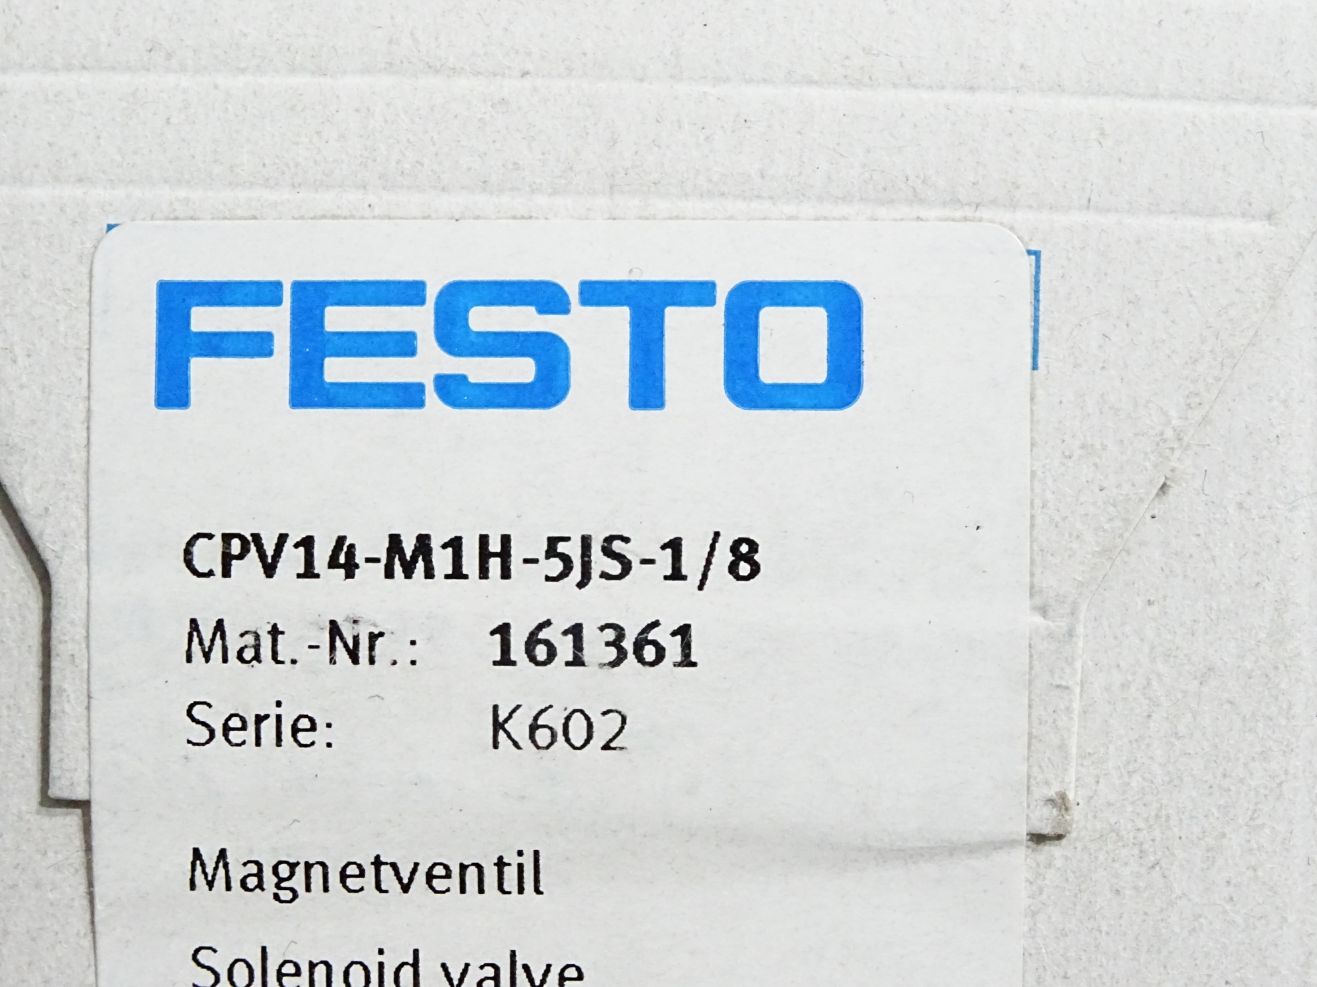 FESTO
CPV14-M1H-5JS-1/8
Mat.-Nr.: 161361
Serie: K602
Magnetventil
Solenoid valve